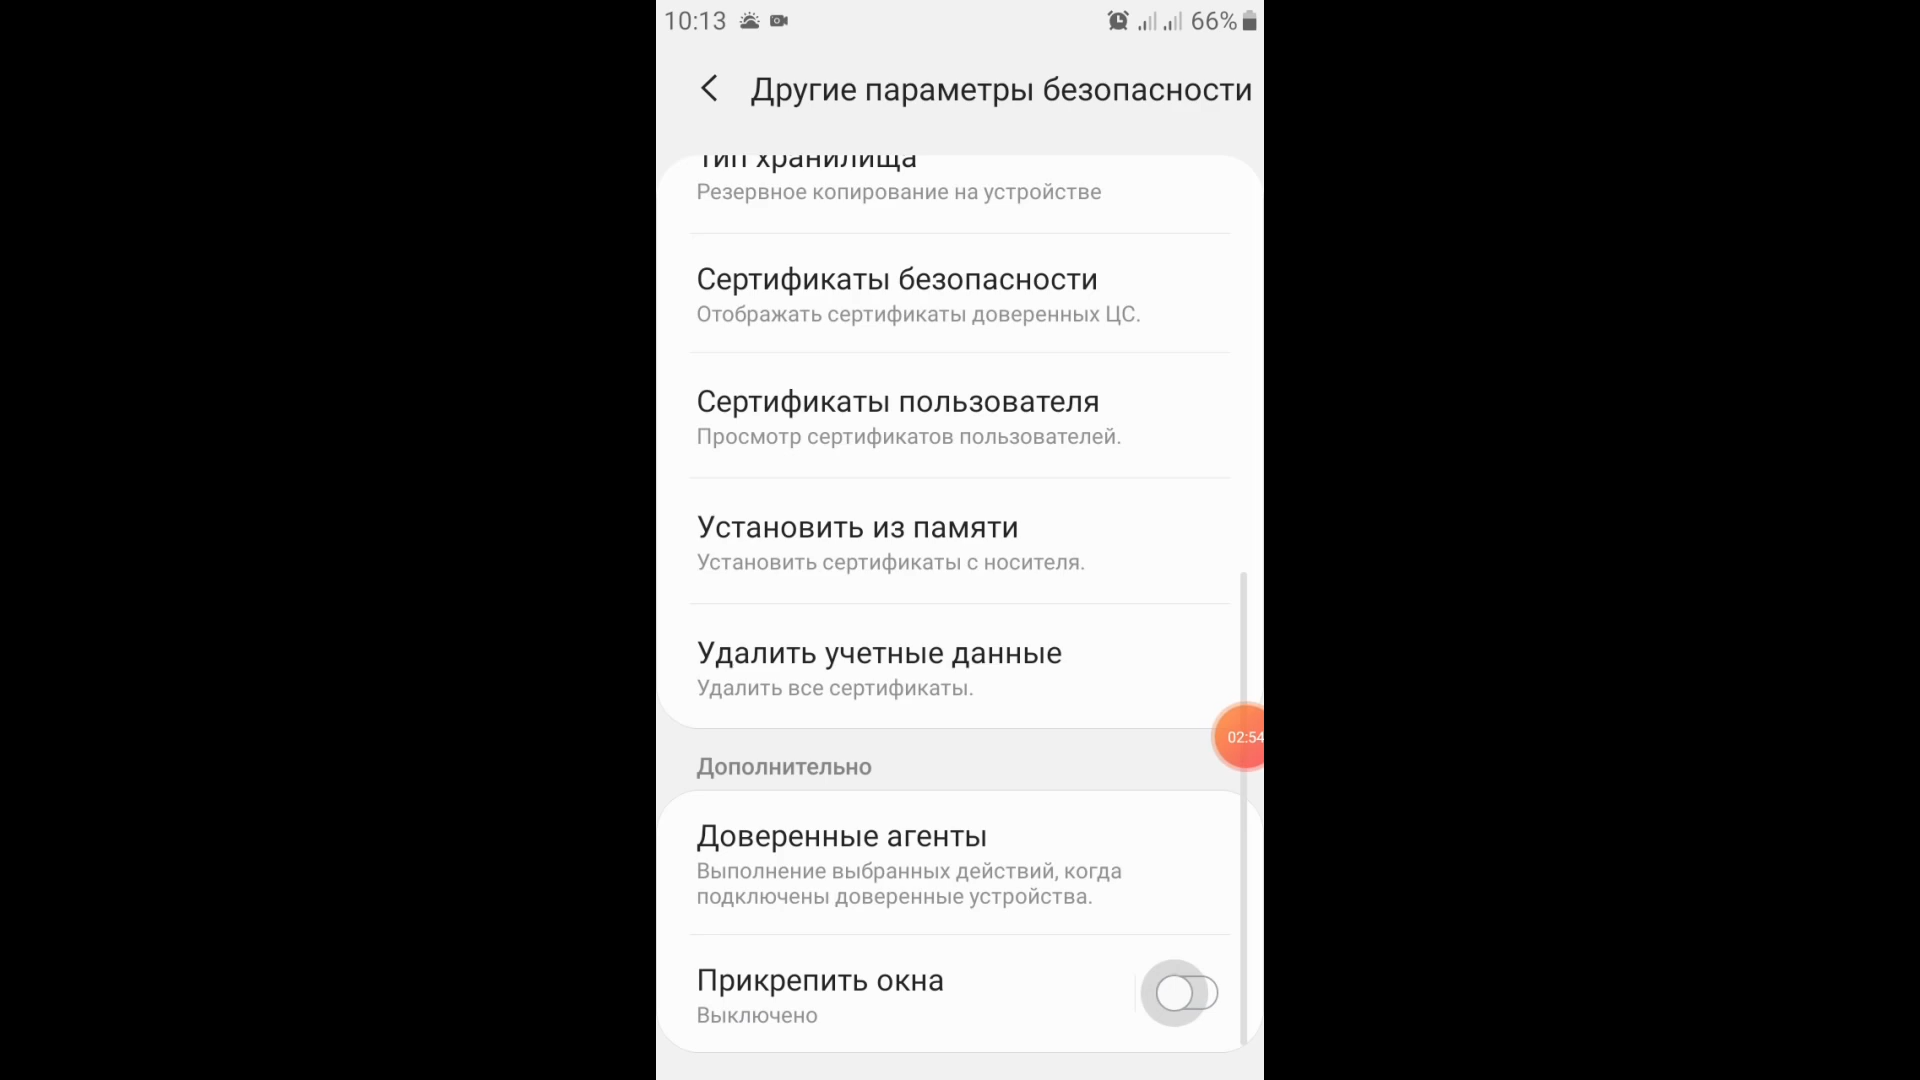 10:13 66%
Другие параметры безопасности
Тип хранилища
Резервное копирование на устройстве
Сертификаты безопасности
Отображать сертификаты доверенных ЦС.
Сертификаты пользователя
Просмотр сертификатов пользователей.
Установить из памяти
Установить сертификаты с носителя.
Удалить учетные данные
Удалить все сертификаты.
02:54
Дополнительно
Доверенные агенты
Выполнение выбранных действий, когда
подключены доверенные устройства.
Прикрепить окна
Выключено